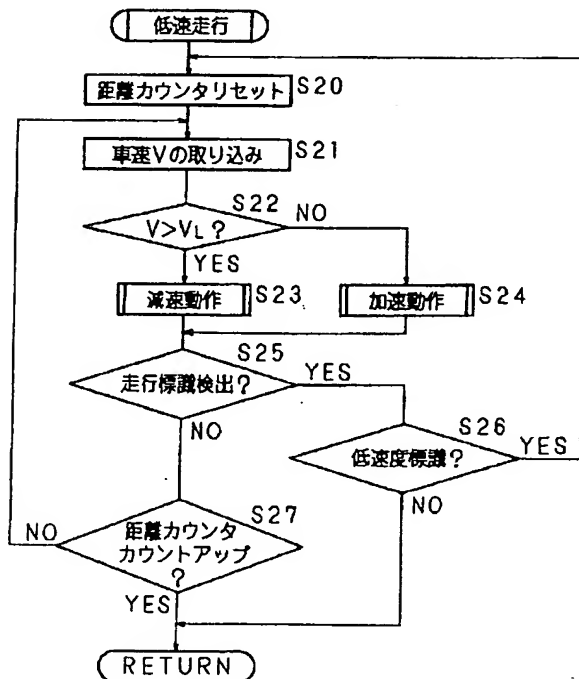 低速走行
距離カウンタリセット S20
車速Vの取り込み S21
S22
V>VL? NO
YES
減速動作 S23
加速動作 S24
S25
走行標識検出? YES
NO
S26
低速度標識? YES
NO
S27
NO 距離カウンタ
カウントアップ
?
YES
RETURN